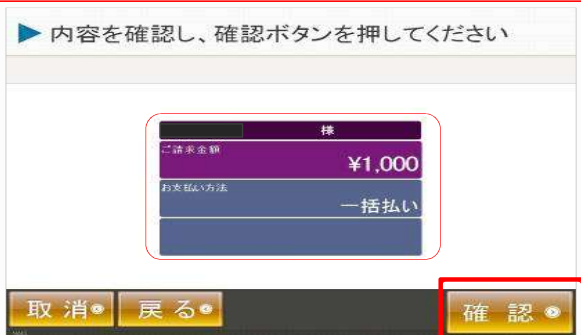 内容を確認し、確認ボタンを押してください
様
ご請求金額
¥1,000
お支払い方法
一括払い
取 消 戻 る 確 認